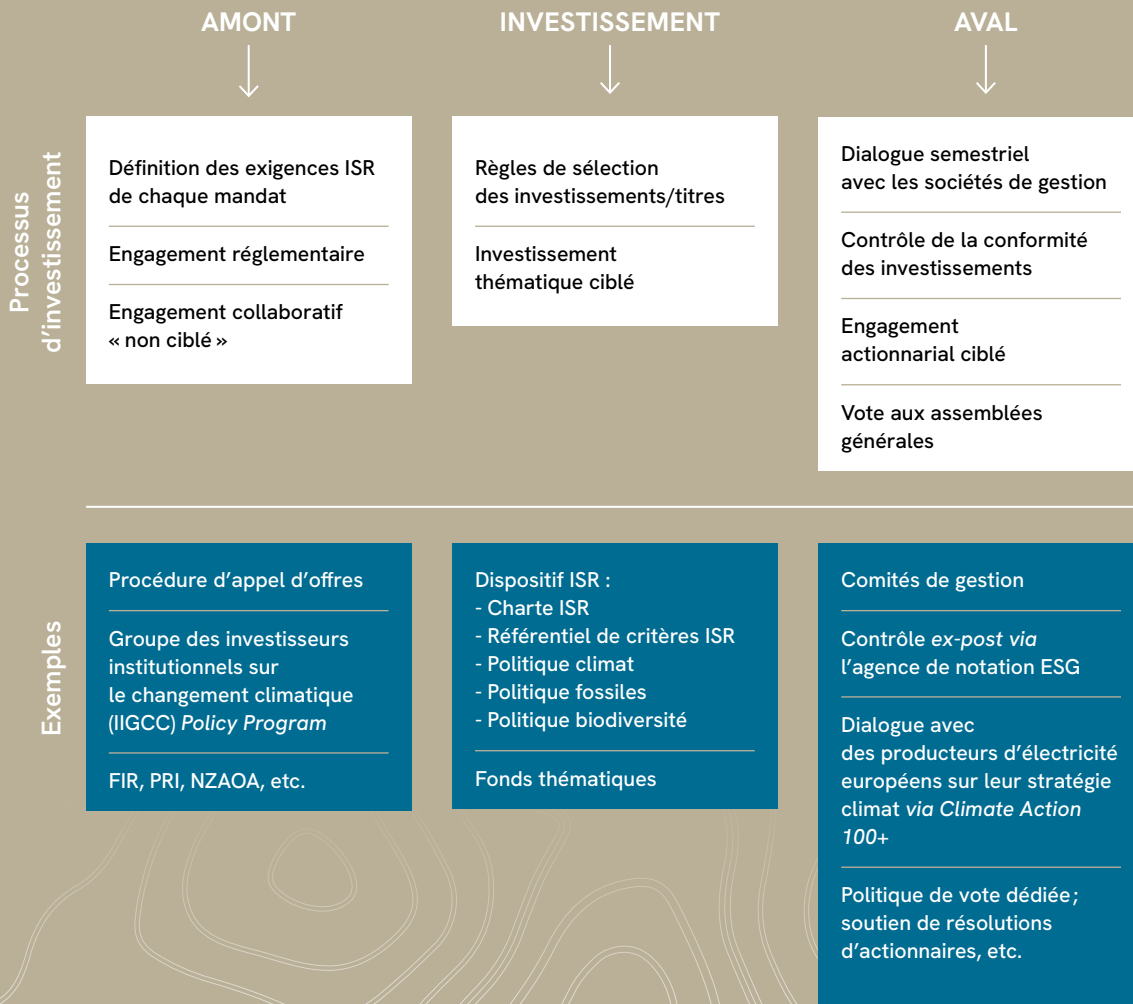 AMONT
INVESTISSEMENT
AVAL
Processus
d’investissement
Définition des exigences ISR
de chaque mandat
Engagement réglementaire
Engagement collaboratif
« non ciblé »
Règles de sélection
des investissements/titres
Investissement
thématique ciblé
Dialogue semestriel
avec les sociétés de gestion
Contrôle de la conformité
des investissements
Engagement
actionnarial ciblé
Vote aux assemblées
générales
Exemples
Procédure d’appel d’offres
Groupe des investisseurs
institutionnels sur
le changement climatique
(IIGCC) Policy Program
FIR, PRI, NZAOA, etc.
Dispositif ISR :
- Charte ISR
- Référentiel de critères ISR
- Politique climat
- Politique fossiles
- Politique biodiversité
Fonds thématiques
Comités de gestion
Contrôle ex-post via
l’agence de notation ESG
Dialogue avec
des producteurs d’électricité
européens sur leur stratégie
climat via Climate Action
100+
Politique de vote dédiée ;
soutien de résolutions
d’actionnaires, etc.